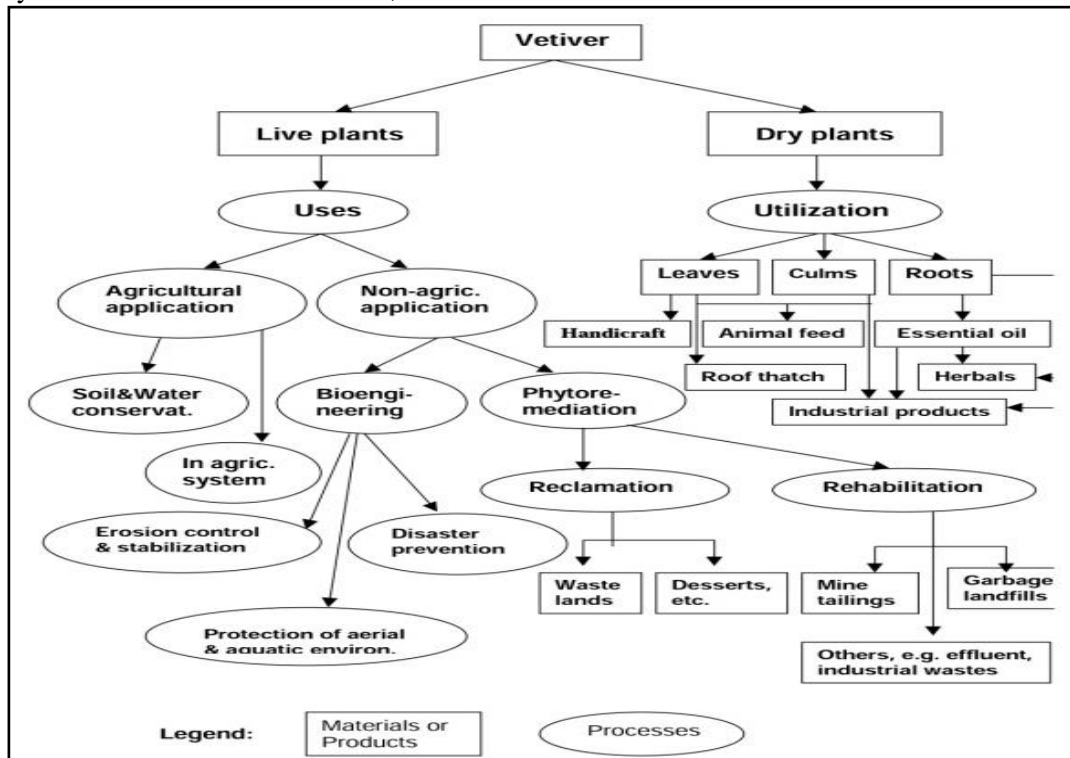 Vetiver
Live plants
Dry plants
Uses
Utilization
Agricultural
application
Non-agric.
application
Leaves
Culms
Roots
Handicraft
Animal feed
Essential oil
Roof thatch
Herbals
Industrial products
Soil&Water
conservat.
Bioengi-
neering
Phytore-
mediation
In agric.
system
Reclamation
Rehabilitation
Erosion control
& stabilization
Disaster
prevention
Waste
lands
Desserts,
etc.
Mine
tailings
Garbage
landfills
Protection of aerial
& aquatic environ.
Others, e.g. effluent,
industrial wastes
Legend:
Materials or
Products
Processes